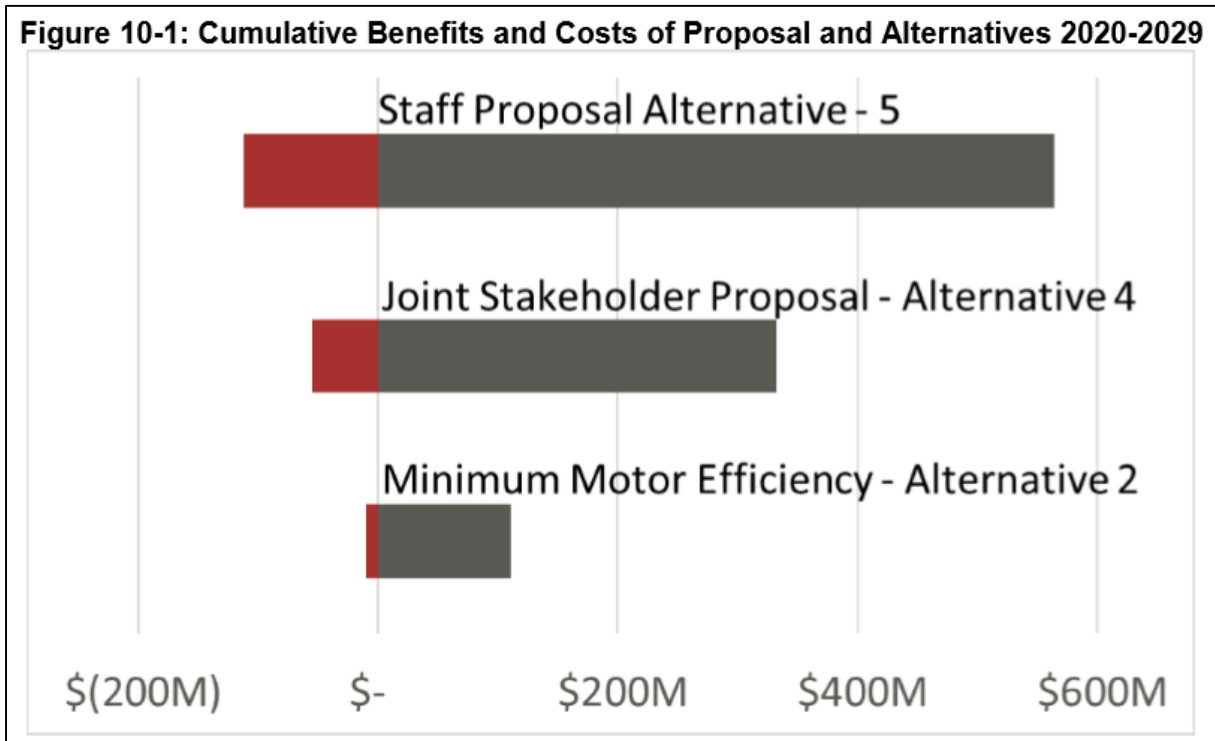 Figure 10-1: Cumulative Benefits and Costs of Proposal and Alternatives 2020-2029
Staff Proposal Alternative - 5
Joint Stakeholder Proposal - Alternative 4
Minimum Motor Efficiency - Alternative 2
$(200M) $- $200M $400M $600M